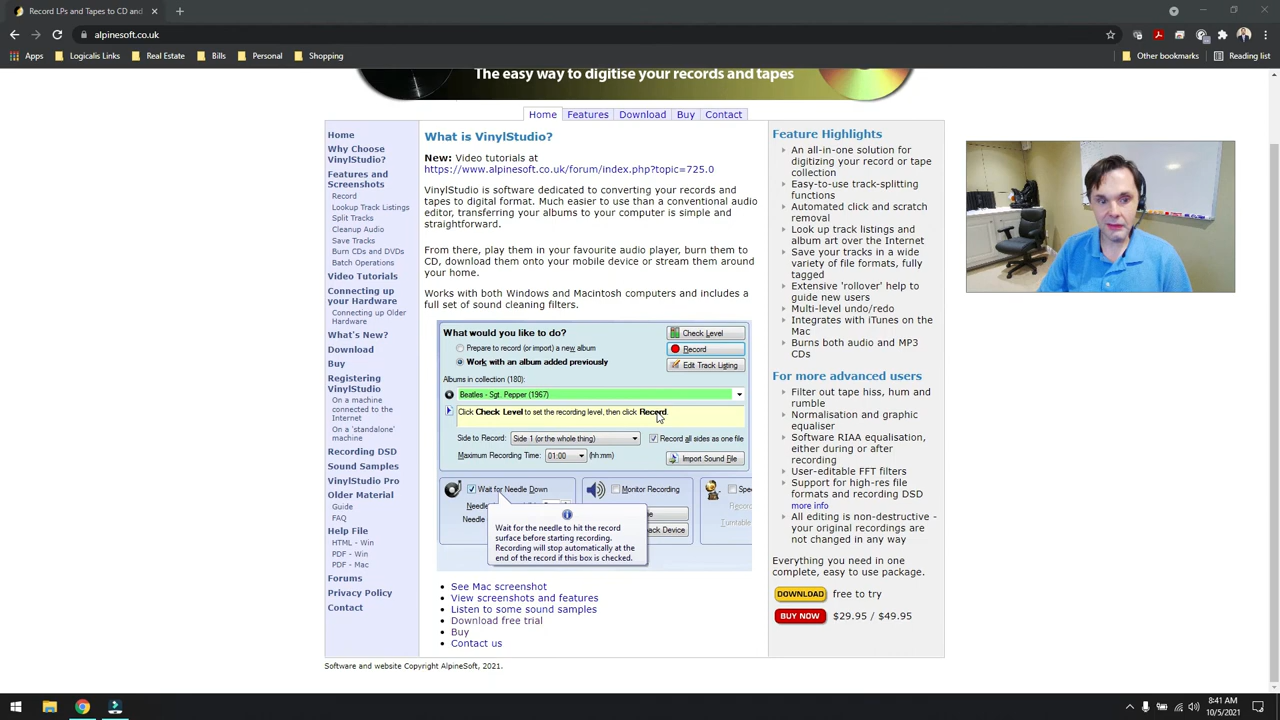 Record LPs and Tapes to CD and
alpinesoft.co.uk
Apps
Logicalis Links
Real Estate
Bills
Personal
Shopping
Other bookmarks
Reading list
The easy way to digitise your records and tapes
Home
Features
Download
Buy
Contact
Home
Why Choose
VinylStudio?
Features and
Screenshots
Record
Lookup Track Listings
Split Tracks
Cleanup Audio
Save Tracks
Burn CDs and DVDs
Batch Operations
Video Tutorials
Connecting up
your Hardware
Connecting up Older
Hardware
What's New?
Download
Buy
Registering
VinylStudio
On a machine
connected to the
Internet
On a 'standalone'
machine
Recording DSD
Sound Samples
VinylStudio Pro
Older Material
Guide
FAQ
Help File
HTML - Win
PDF - Win
PDF - Mac
Forums
Privacy Policy
Contact
What is VinylStudio?
New: Video tutorials at
https://www.alpinesoft.co.uk/forum/index.php?topic=725.0
VinylStudio is software dedicated to converting your records and
tapes to digital format. Much easier to use than a conventional audio
editor, transferring your albums to your computer is simple and
straightforward.
From there, play them in your favourite audio player, burn them to
CD, download them onto your mobile device or stream them around
your home.
Works with both Windows and Macintosh computers and includes a
full set of sound cleaning filters.
What would you like to do?
Check Level
Prepare to record (or import) a new album
Record
Work with an album added previously
Edit Track Listing
Albums in collection (180):
Beatles - Sgt. Pepper (1967)
Click Check Level to set the recording level, then click Record.
Side to Record:
Side 1 (or the whole thing)
Record all sides as one file
Maximum Recording Time:
01:00
(hh:mm)
Import Sound File
Wait for Needle Down
Monitor Recording
Needle
Wait for the needle to hit the record
surface before starting recording.
Recording will stop automatically at the
end of the record if this box is checked.
See Mac screenshot
View screenshots and features
Listen to some sound samples
Download free trial
Buy
Contact us
Feature Highlights
An all-in-one solution for
digitizing your record or tape
collection
Easy-to-use track-splitting
functions
Automated click and scratch
removal
Look up track listings and
album art over the Internet
Save your tracks in a wide
variety of file formats, fully
tagged
Extensive 'rollover' help to
guide new users
Multi-level undo/redo
Integrates with iTunes on the
Mac
Burns both audio and MP3
CDs
For more advanced users
Filter out tape hiss, hum and
rumble
Normalisation and graphic
equaliser
Software RIAA equalisation,
either during or after
recording
User-editable FFT filters
Support for high-res file
formats and recording DSD
more info
All editing is non-destructive -
your original recordings are
not changed in any way
Everything you need in one
complete, easy to use package.
DOWNLOAD free to try
BUY NOW $29.95 / $49.95
Software and website Copyright AlpineSoft, 2021.
8:41 AM
10/5/2021